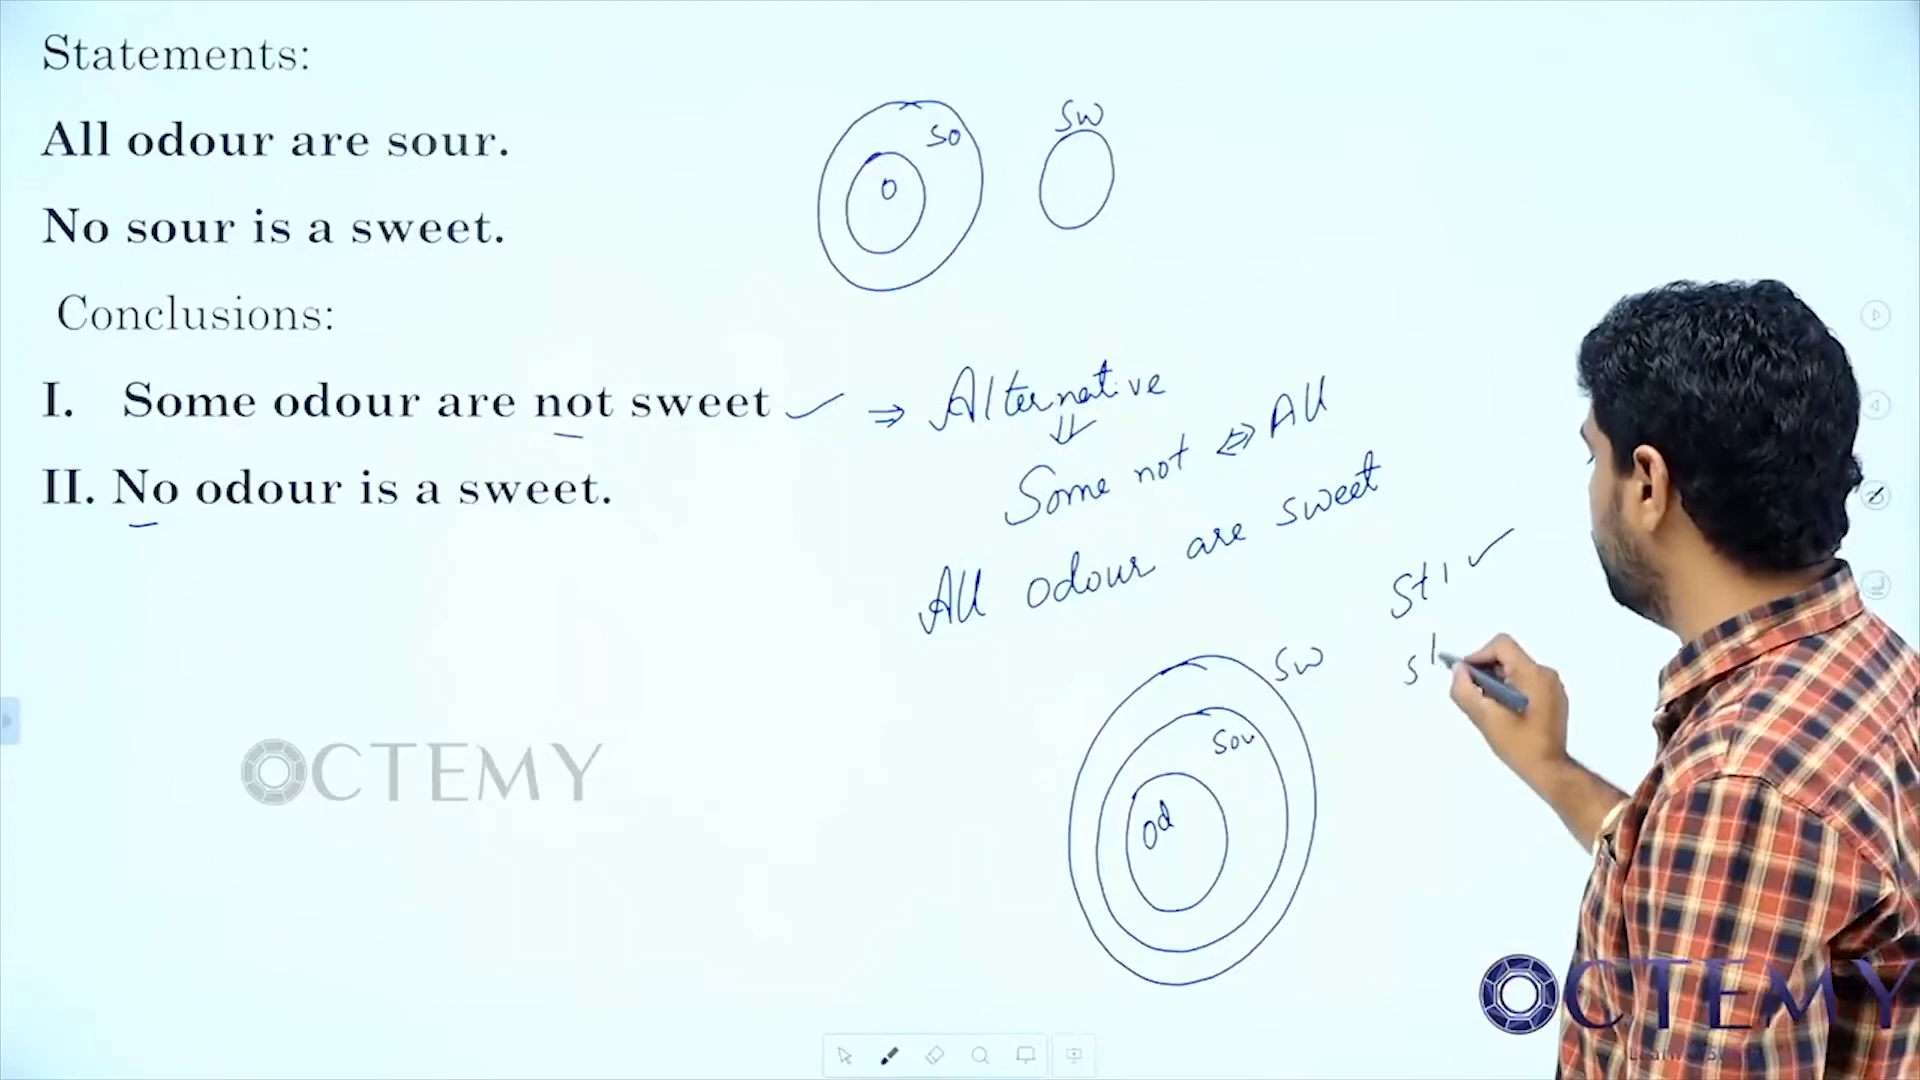 Statements:
All odour are sour.
No sour is a sweet.
Conclusions:
I. Some odour are not sweet
II. No odour is a sweet.
So
O
Sw
⇒ Alternative
⇓
Some not ⇔ All
All odour are sweet
St 1 ✓
Sw
Sou
Od
OCTEMY
OCTEMY